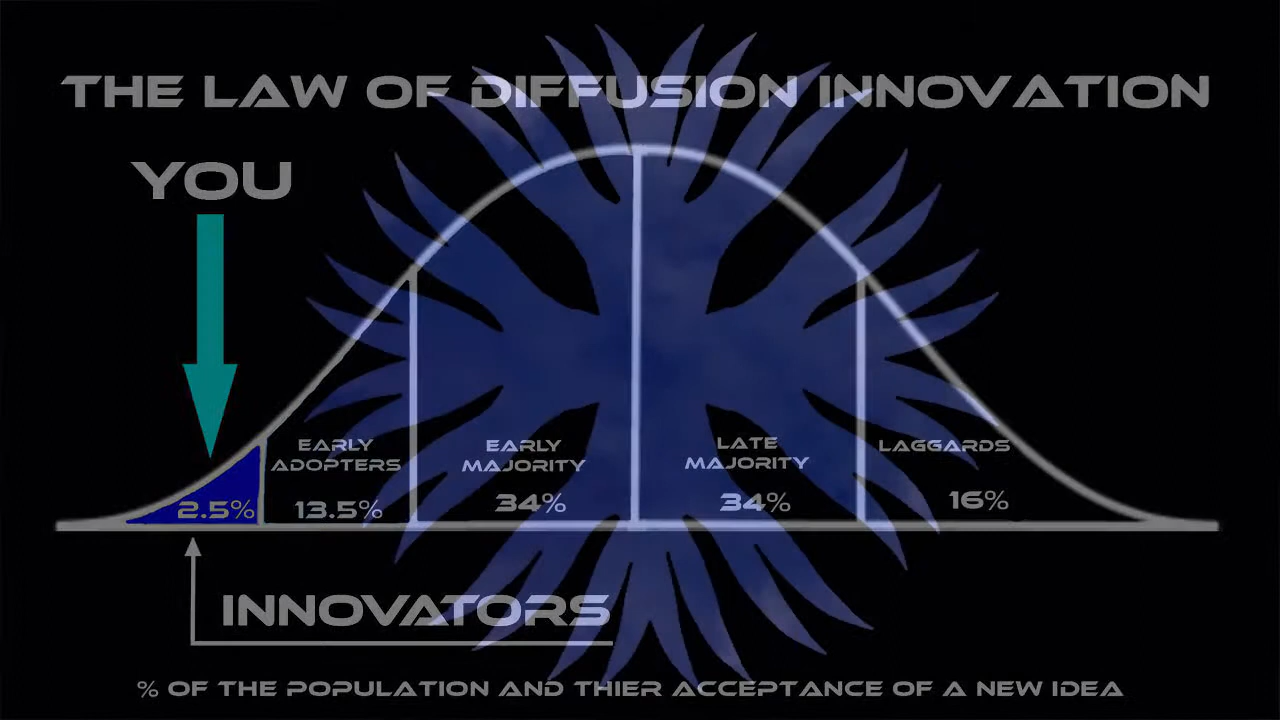 THE LAW OF DIFFUSION INNOVATION
YOU
EARLY
ADOPTERS
13.5%
EARLY
MAJORITY
34%
LATE
MAJORITY
34%
LAGGARDS
16%
2.5%
INNOVATORS
% OF THE POPULATION AND THIER ACCEPTANCE OF A NEW IDEA